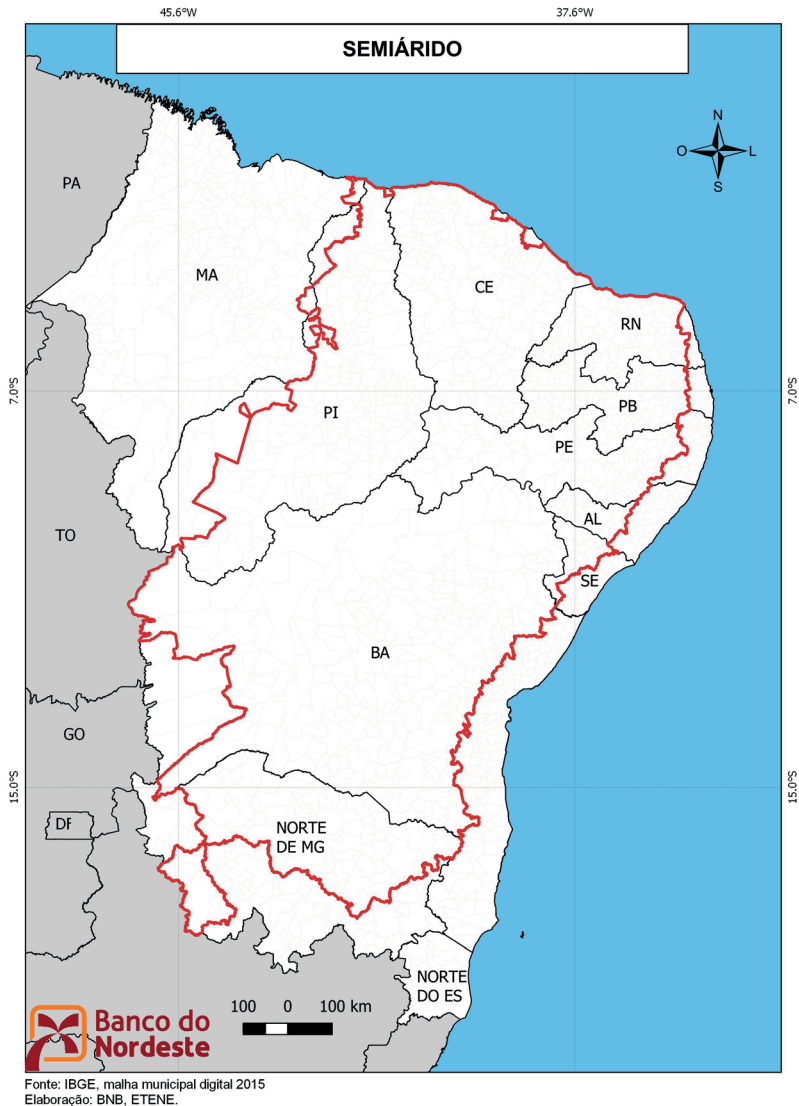 45.6°W
37.6°W
SEMIÁRIDO
N
O
L
S
PA
MA
CE
RN
7.0°S
7.0°S
PI
PB
PE
AL
TO
SE
BA
GO
15.0°S
15.0°S
DF
NORTE
DE MG
NORTE
DO ES
100 0 100 km
Banco do
Nordeste
Fonte: IBGE, malha municipal digital 2015
Elaboração: BNB, ETENE.